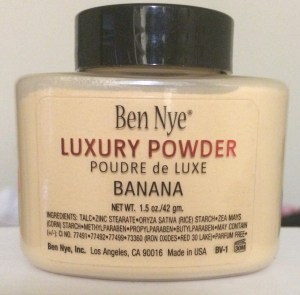 Ben Nye®
LUXURY POWDER
POUDRE de LUXE
BANANA
NET WT. 1.5 oz./42 gm.
INGREDIENTS: TALC•ZINC STEARATE•ORYZA SATIVA (RICE) STARCH•ZEA MAYS
(CORN) STARCH•METHYLPARABEN•PROPYLPARABEN•BUTYLPARABEN•MAY CONTAIN
(+/-) CI NO. 77491•77492•77499•73360 (IRON OXIDES•RED 30 LAKE)•PARFUM FREE•
Ben Nye, Inc. Los Angeles, CA 90016 Made in USA BV-1